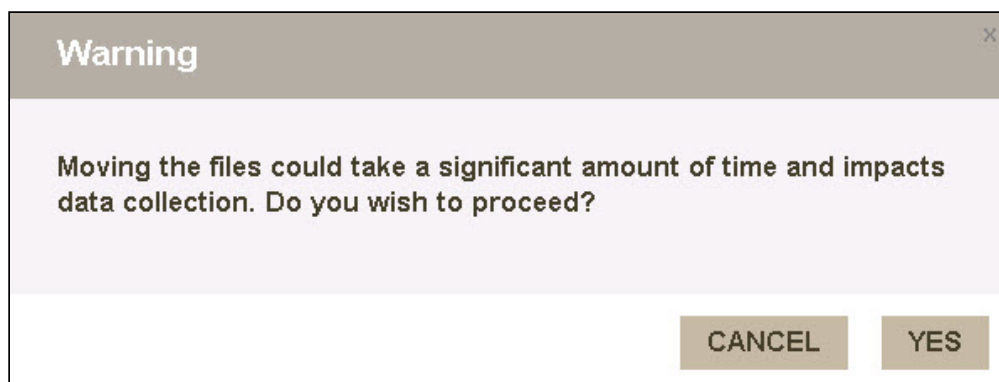 Warning
x
Moving the files could take a significant amount of time and impacts
data collection. Do you wish to proceed?
CANCEL YES